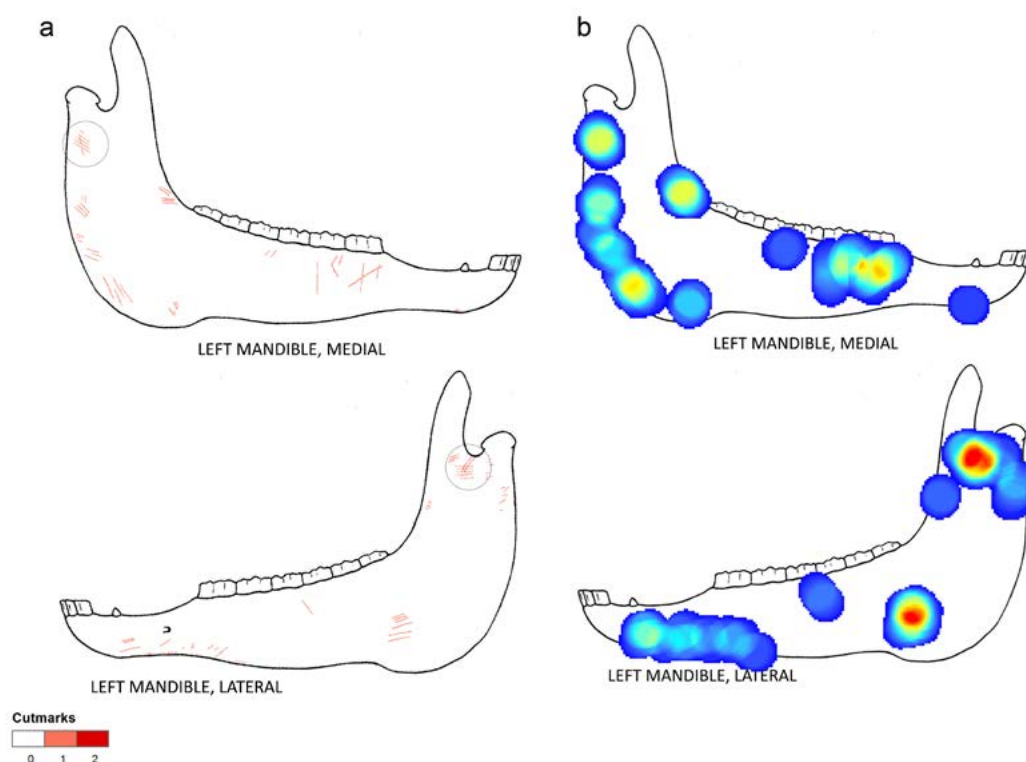 a
b
LEFT MANDIBLE, MEDIAL
LEFT MANDIBLE, MEDIAL
LEFT MANDIBLE, LATERAL
LEFT MANDIBLE, LATERAL
Cutmarks
0 1 2